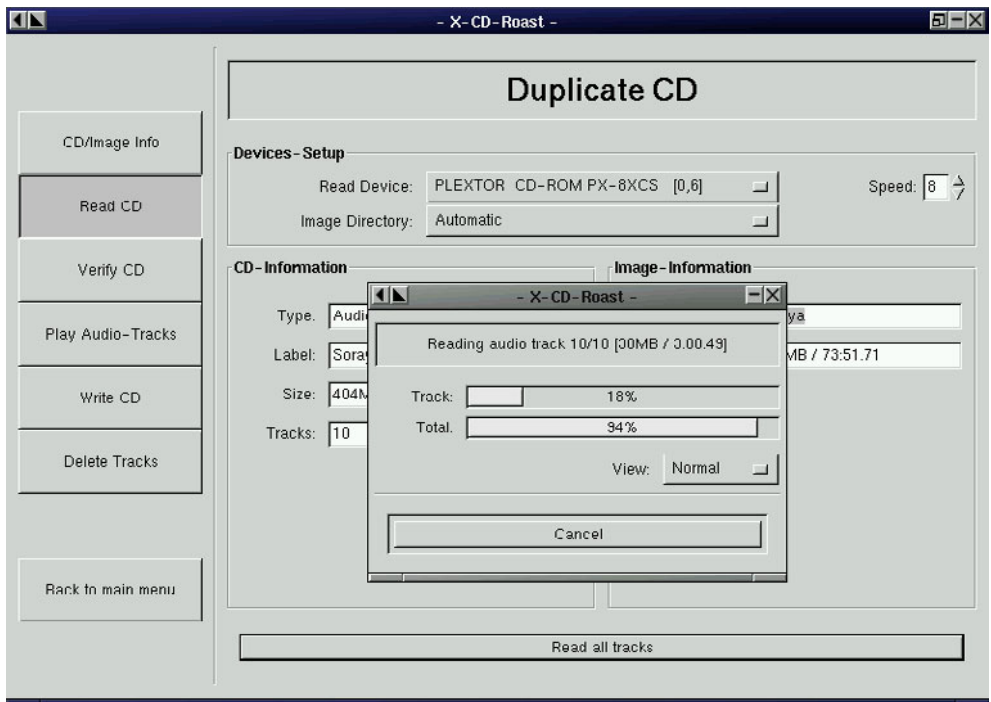 - X-CD-Roast -
Duplicate CD
CD/Image Info
Read CD
Verify CD
Play Audio-Tracks
Write CD
Delete Tracks
Back to main menu
Devices-Setup
Read Device: PLEXTOR CD-ROM PX-8XCS [0,6] Speed: 8
Image Directory: Automatic
CD-Information
Type: Audi
Label: Soray
Size: 404M
Tracks: 10
Image-Information
ya
MB / 73:51.71
- X-CD-Roast -
Reading audio track 10/10 [30MB / 3.00.49]
Track: 18%
Total. 94%
View: Normal
Cancel
Read all tracks